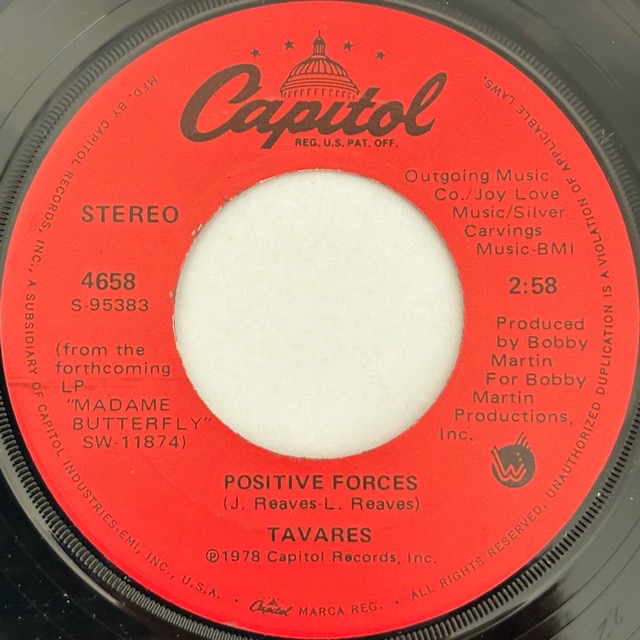 Capitol
REG. U.S. PAT. OFF.
STEREO
4658
S-95383
(from the
forthcoming
LP
"MADAME
BUTTERFLY"
SW-11874)
Outgoing Music
Co./Joy Love
Music/Silver
Carvings
Music-BMI
2:58
Produced
by Bobby
Martin
For Bobby
Martin
Productions,
Inc.
W
POSITIVE FORCES
(J. Reaves-L. Reaves)
TAVARES
℗1978 Capitol Records, Inc.
MFD. BY CAPITOL RECORDS, INC., A SUBSIDIARY OF CAPITOL INDUSTRIES-EMI, INC., U.S.A. • Capitol MARCA REG. • ALL RIGHTS RESERVED. UNAUTHORIZED DUPLICATION IS A VIOLATION OF APPLICABLE LAWS.